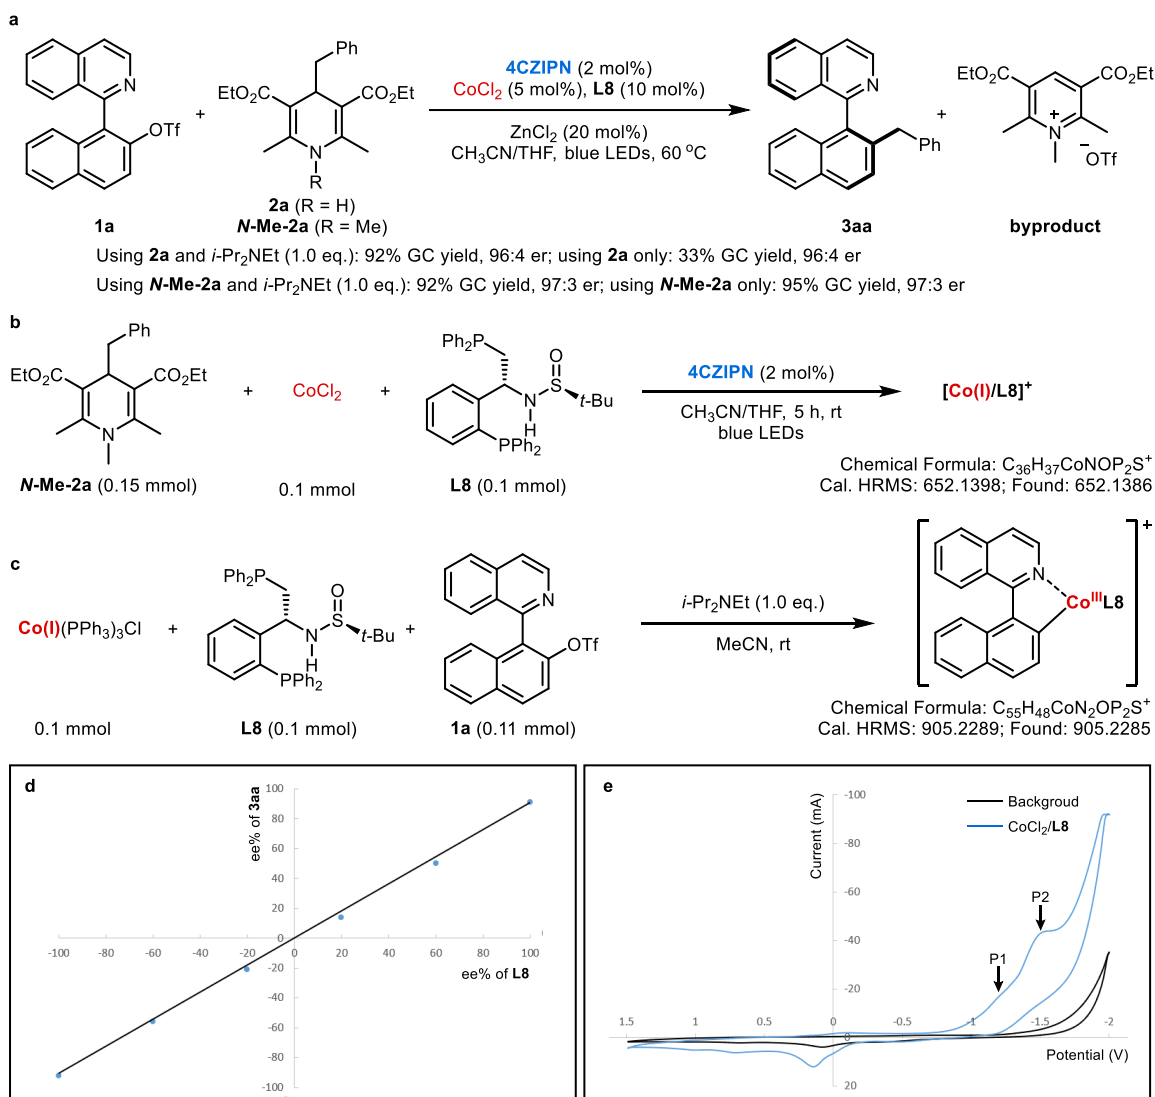 a
N
OTf
1a
+
Ph
EtO2C
CO2Et
N
R
2a (R = H)
N-Me-2a (R = Me)
4CZIPN (2 mol%)
CoCl2 (5 mol%), L8 (10 mol%)
ZnCl2 (20 mol%)
CH3CN/THF, blue LEDs, 60 oC
N
Ph
3aa
+
EtO2C
CO2Et
N
+
CH3
−
OTf
byproduct
Using 2a and i-Pr2NEt (1.0 eq.): 92% GC yield, 96:4 er; using 2a only: 33% GC yield, 96:4 er
Using N-Me-2a and i-Pr2NEt (1.0 eq.): 92% GC yield, 97:3 er; using N-Me-2a only: 95% GC yield, 97:3 er
b
Ph
EtO2C
CO2Et
N
CH3
N-Me-2a (0.15 mmol)
+
CoCl2
0.1 mmol
+
Ph2P
O
S
N
H
t-Bu
PPh2
L8 (0.1 mmol)
4CZIPN (2 mol%)
CH3CN/THF, 5 h, rt
blue LEDs
[Co(I)/L8]+
Chemical Formula: C36H37CoNOP2S+
Cal. HRMS: 652.1398; Found: 652.1386
c
Co(I)(PPh3)3Cl
0.1 mmol
+
Ph2P
O
S
N
H
t-Bu
PPh2
L8 (0.1 mmol)
+
N
OTf
1a (0.11 mmol)
i-Pr2NEt (1.0 eq.)
MeCN, rt
N
CoIIIL8
+
Chemical Formula: C55H48CoN2OP2S+
Cal. HRMS: 905.2289; Found: 905.2285
d
ee% of 3aa
100
80
60
40
20
-100
-80
-60
-40
-20
0
20
40
60
80
100
ee% of L8
-20
-40
-60
-80
-100
e
Current (mA)
-100
-80
-60
-40
-20
0
20
Backgroud
CoCl2/L8
P1
P2
1.5
1
0.5
0
-0.5
-1
-1.5
-2
Potential (V)